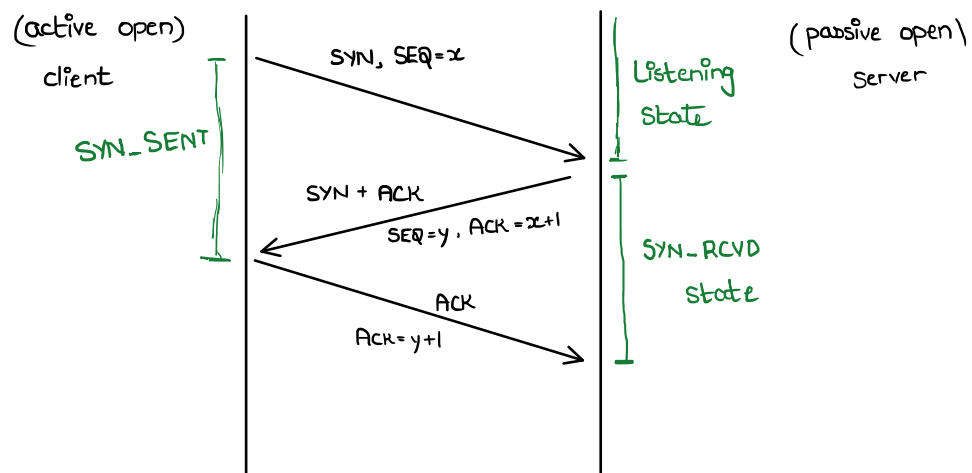 (active open)
client
SYN, SEQ=x
(passive open\
server
Listening
state
SYN_SENT
SYN + ACK
SEQ=y, ACK=x+1
SYN_RCVD
state
ACK
ACK=y+1